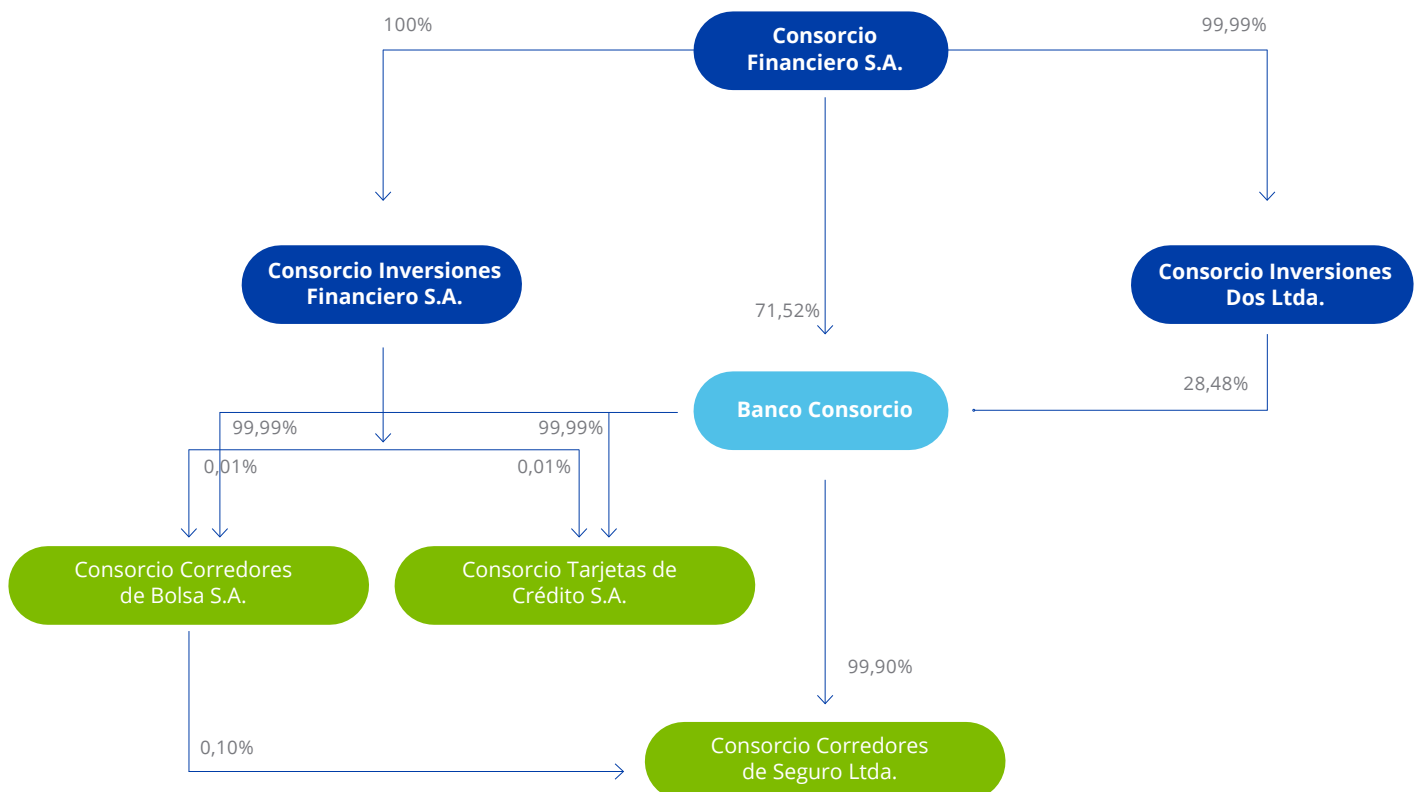 100%
Consorcio
Financiero S.A.
99,99%
Consorcio Inversiones
Financiero S.A.
Consorcio Inversiones
Dos Ltda.
71,52%
28,48%
Banco Consorcio
99,99%
99,99%
0,01%
0,01%
Consorcio Corredores
de Bolsa S.A.
Consorcio Tarjetas de
Crédito S.A.
99,90%
0,10%
Consorcio Corredores
de Seguro Ltda.